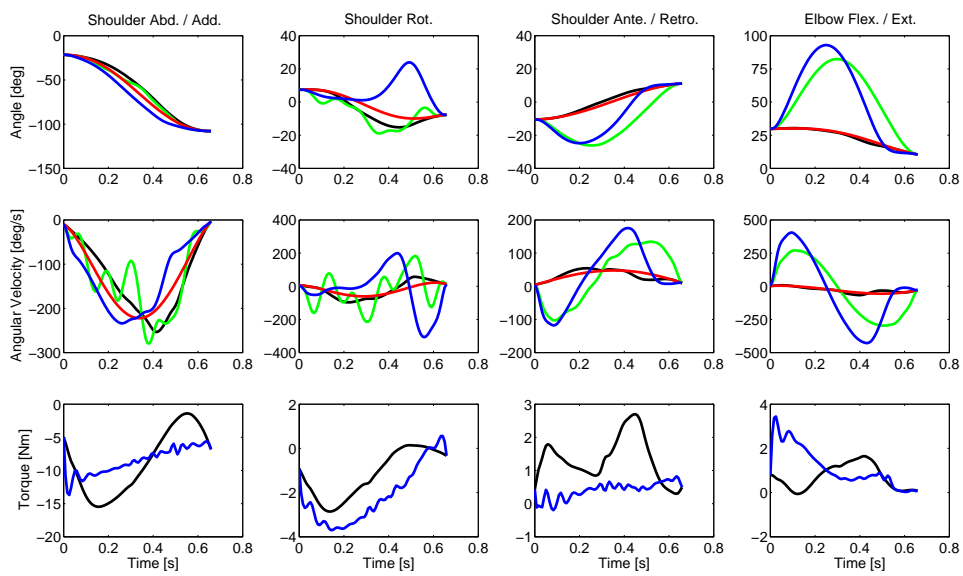 Shoulder Abd. / Add. Shoulder Rot. Shoulder Ante. / Retro. Elbow Flex. / Ext.
Angle [deg]
0 −50 −100 −150
40 20 0 −20 −40
40 20 0 −20 −40
100 75 50 25 0
0 0.2 0.4 0.6 0.8
0 0.2 0.4 0.6 0.8
0 0.2 0.4 0.6 0.8
0 0.2 0.4 0.6 0.8
Angular Velocity [deg/s]
0 −100 −200 −300
400 200 0 −200 −400
200 100 0 −100 −200
500 250 0 −250 −500
0 0.2 0.4 0.6 0.8
0 0.2 0.4 0.6 0.8
0 0.2 0.4 0.6 0.8
0 0.2 0.4 0.6 0.8
Torque [Nm]
0 −5 −10 −15 −20
2 0 −2 −4
3 2 1 0 −1
4 2 0 −2
0 0.2 0.4 0.6 0.8
0 0.2 0.4 0.6 0.8
0 0.2 0.4 0.6 0.8
0 0.2 0.4 0.6 0.8
Time [s] Time [s] Time [s] Time [s]